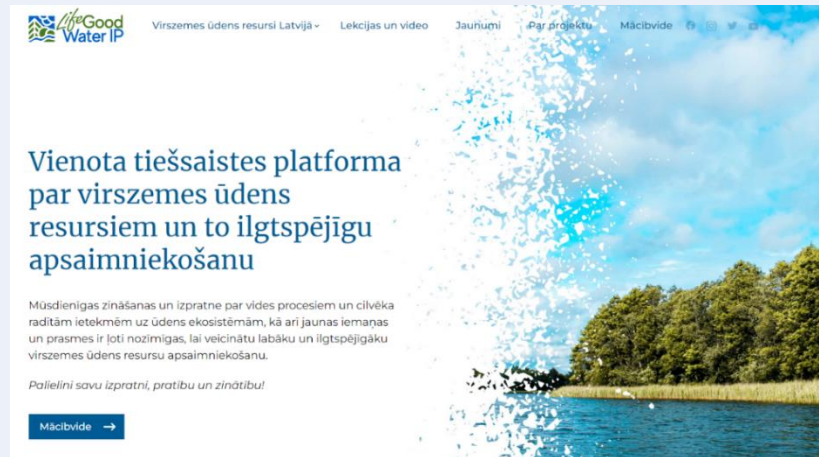 LifeGood
Water IP
Virszemes ūdens resursi Latvijā
Lekcijas un video
Jaunumi
Par projektu
Mācībvide
Vienota tiešsaistes platforma
par virszemes ūdens
resursiem un to ilgtspējīgu
apsaimniekošanu
Mūsdienīgas zināšanas un izpratne par vides procesiem un cilvēka
radītām ietekmēm uz ūdens ekosistēmām, kā arī jaunas iemaņas
un prasmes ir ļoti nozīmīgas, lai veicinātu labāku un ilgtspējīgāku
virszemes ūdens resursu apsaimniekošanu.
Palielini savu izpratni, pratību un zinātību!
Mācībvide →